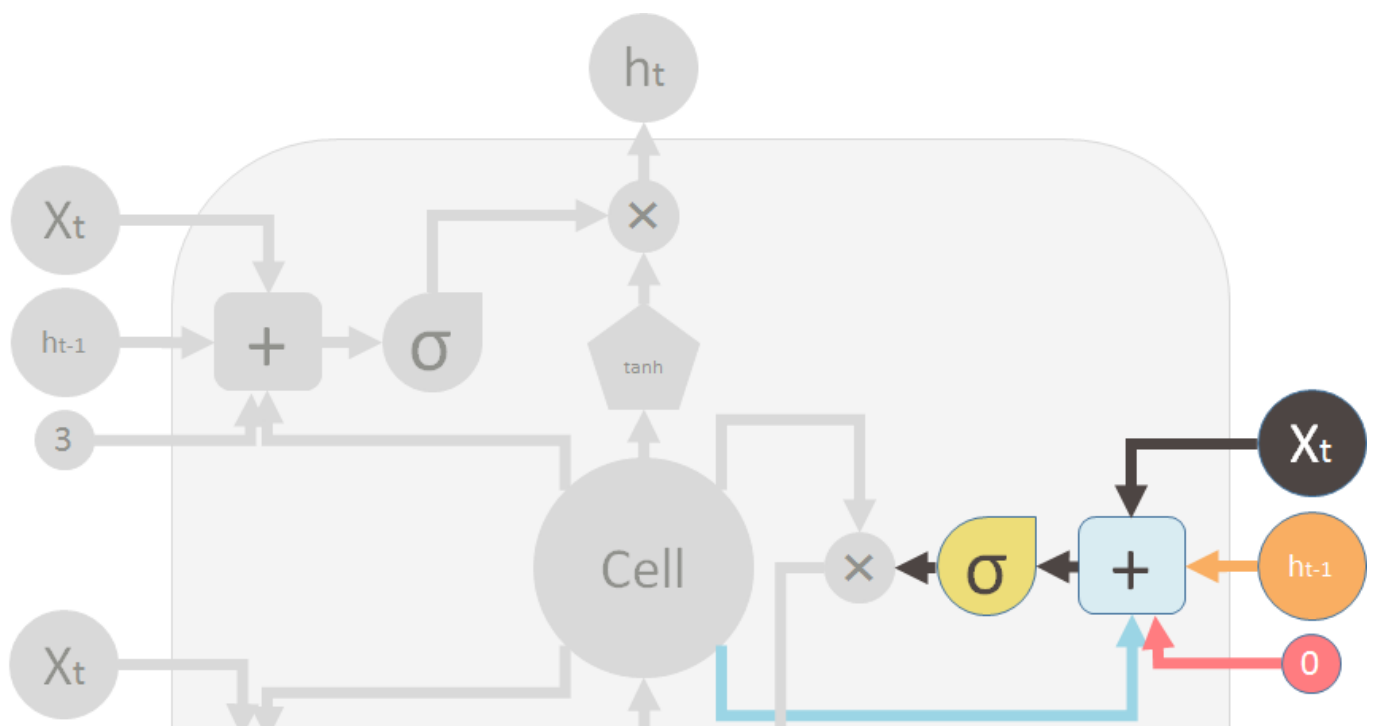 ht
Xt
×
ht-1
+
σ
tanh
3
Xt
Cell
×
σ
+
ht-1
0
Xt